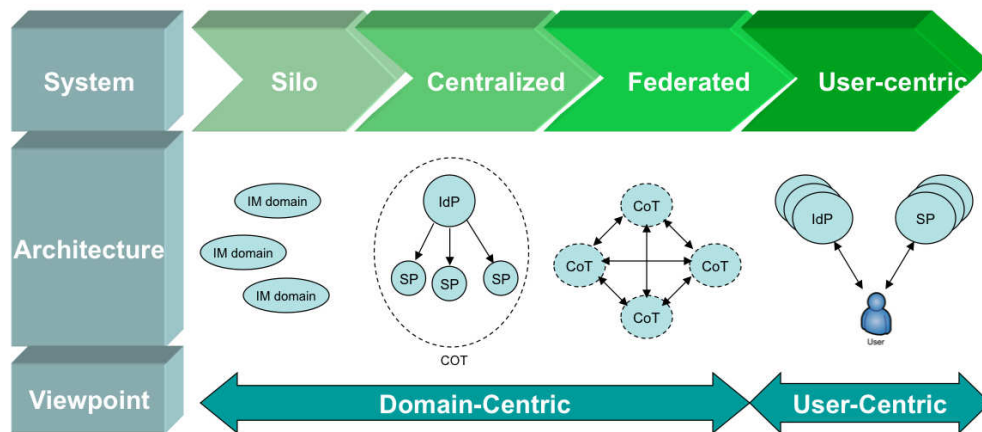 System
Silo
Centralized
Federated
User-centric
Architecture
IM domain
IM domain
IM domain
IdP
SP
SP
SP
COT
CoT
CoT
CoT
CoT
IdP
SP
User
Viewpoint
Domain-Centric
User-Centric